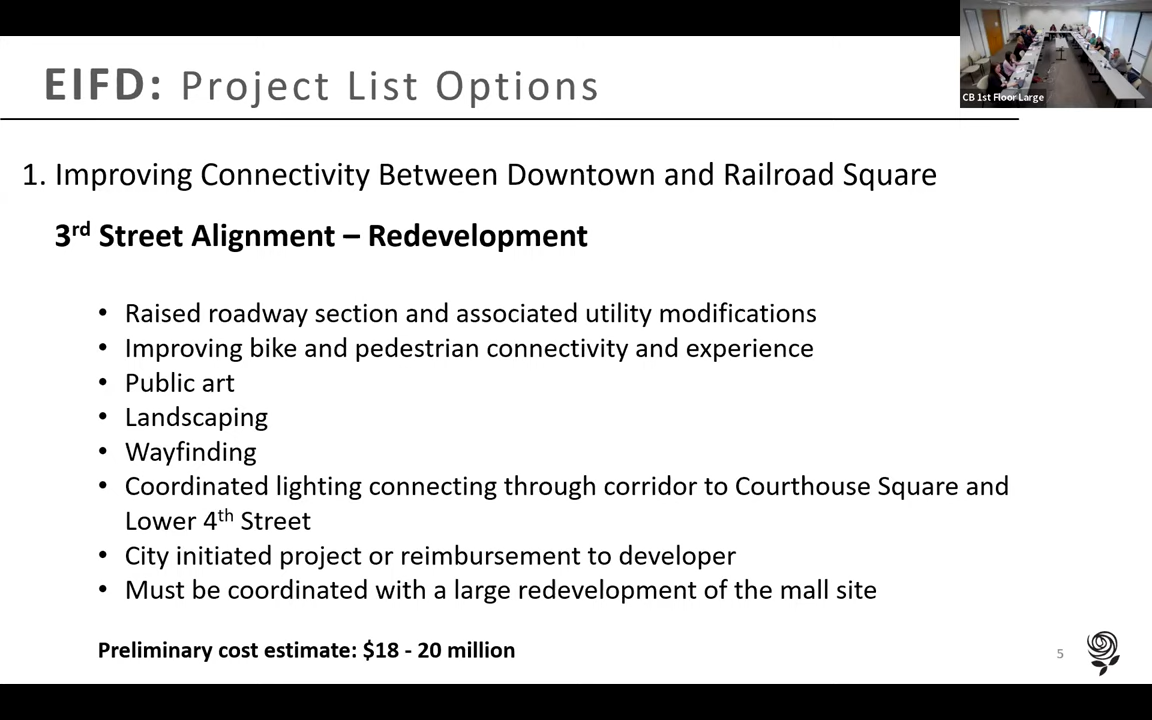 EIFD: Project List Options
CB 1st Floor Large
1. Improving Connectivity Between Downtown and Railroad Square
3rd Street Alignment – Redevelopment
• Raised roadway section and associated utility modifications
• Improving bike and pedestrian connectivity and experience
• Public art
• Landscaping
• Wayfinding
• Coordinated lighting connecting through corridor to Courthouse Square and
Lower 4th Street
• City initiated project or reimbursement to developer
• Must be coordinated with a large redevelopment of the mall site
Preliminary cost estimate: $18 - 20 million
5